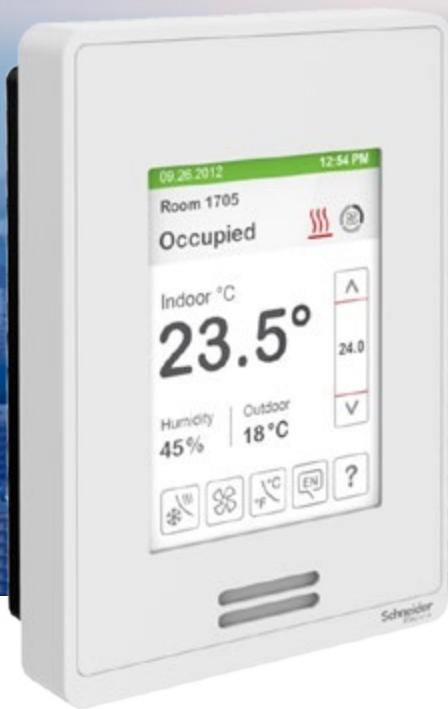 09.26.2012 12:54 PM
Room 1705
Occupied
Indoor °C
23.5°
24.0
Humidity Outdoor
45% 18°C
°F °C EN ?
Schneider
Electric